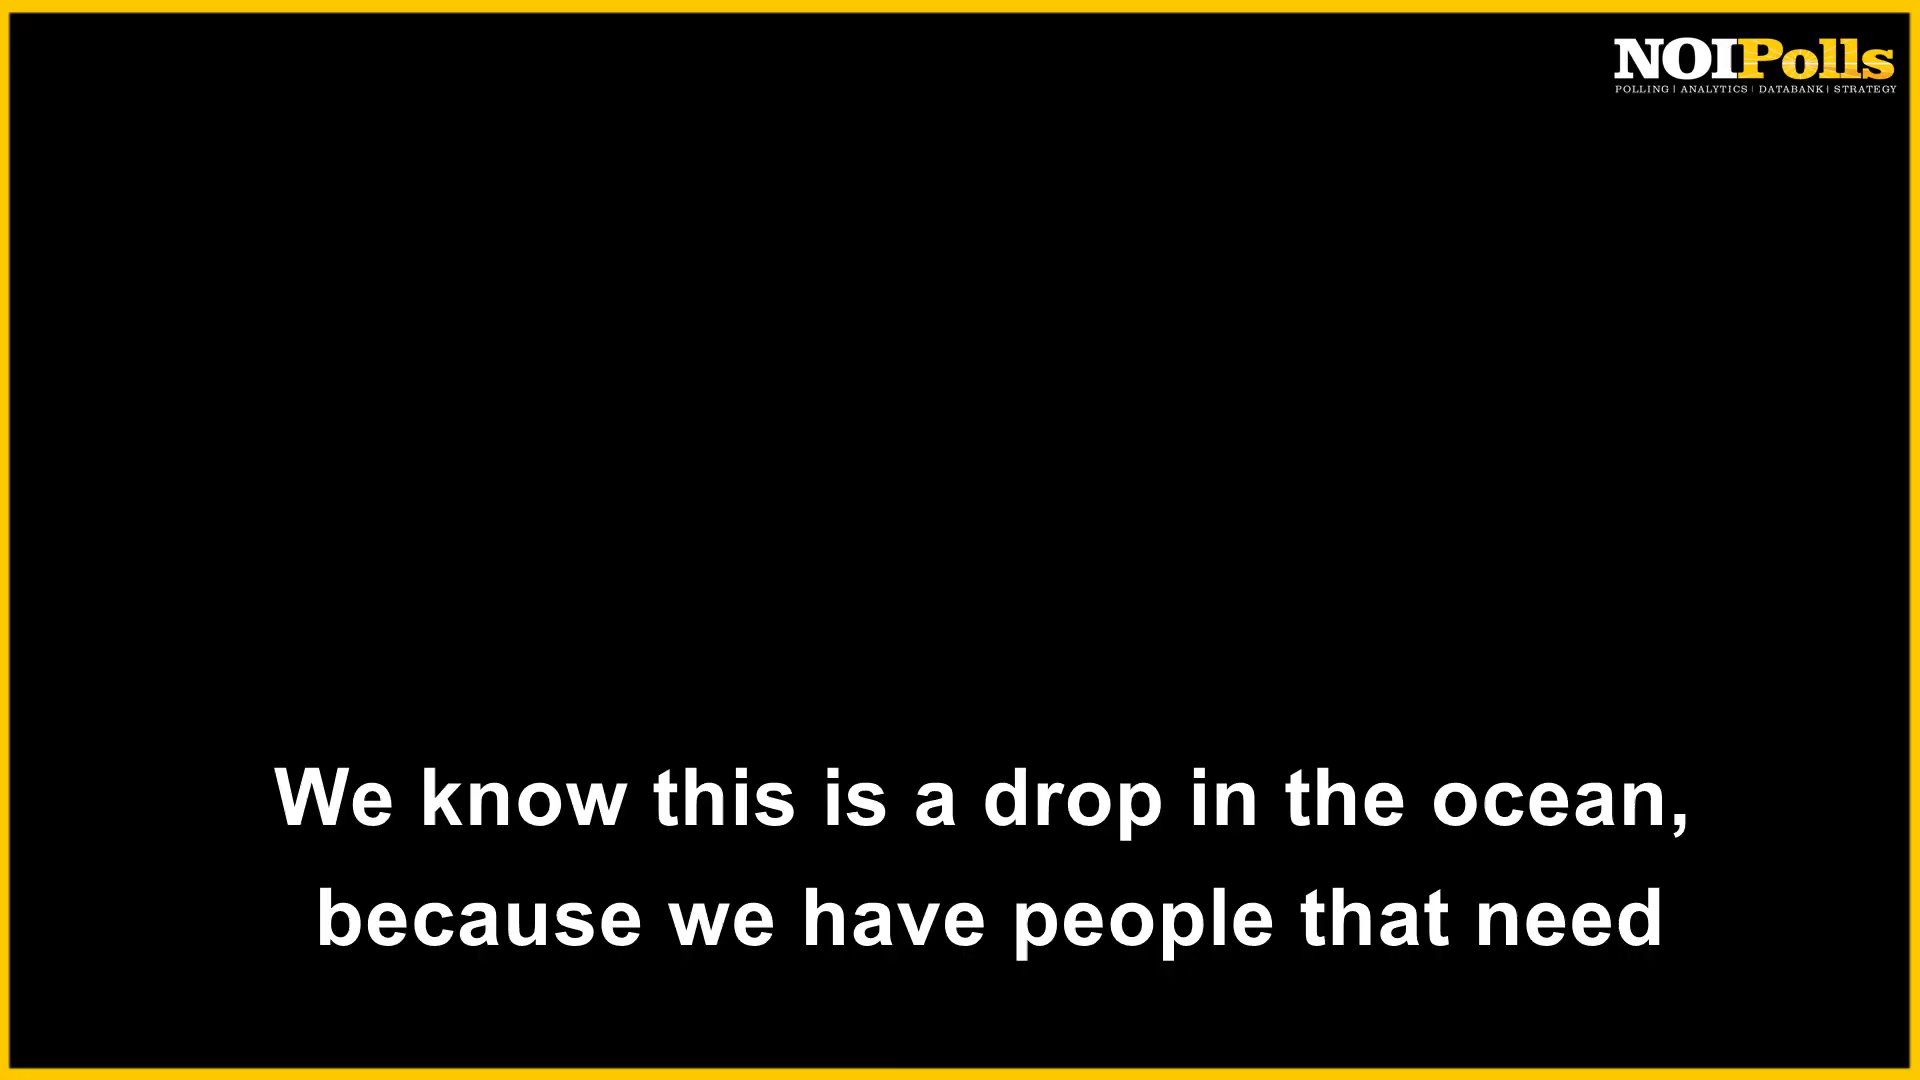 NOIPolls
POLLING | ANALYTICS | DATABANK | STRATEGY
We know this is a drop in the ocean,
because we have people that need